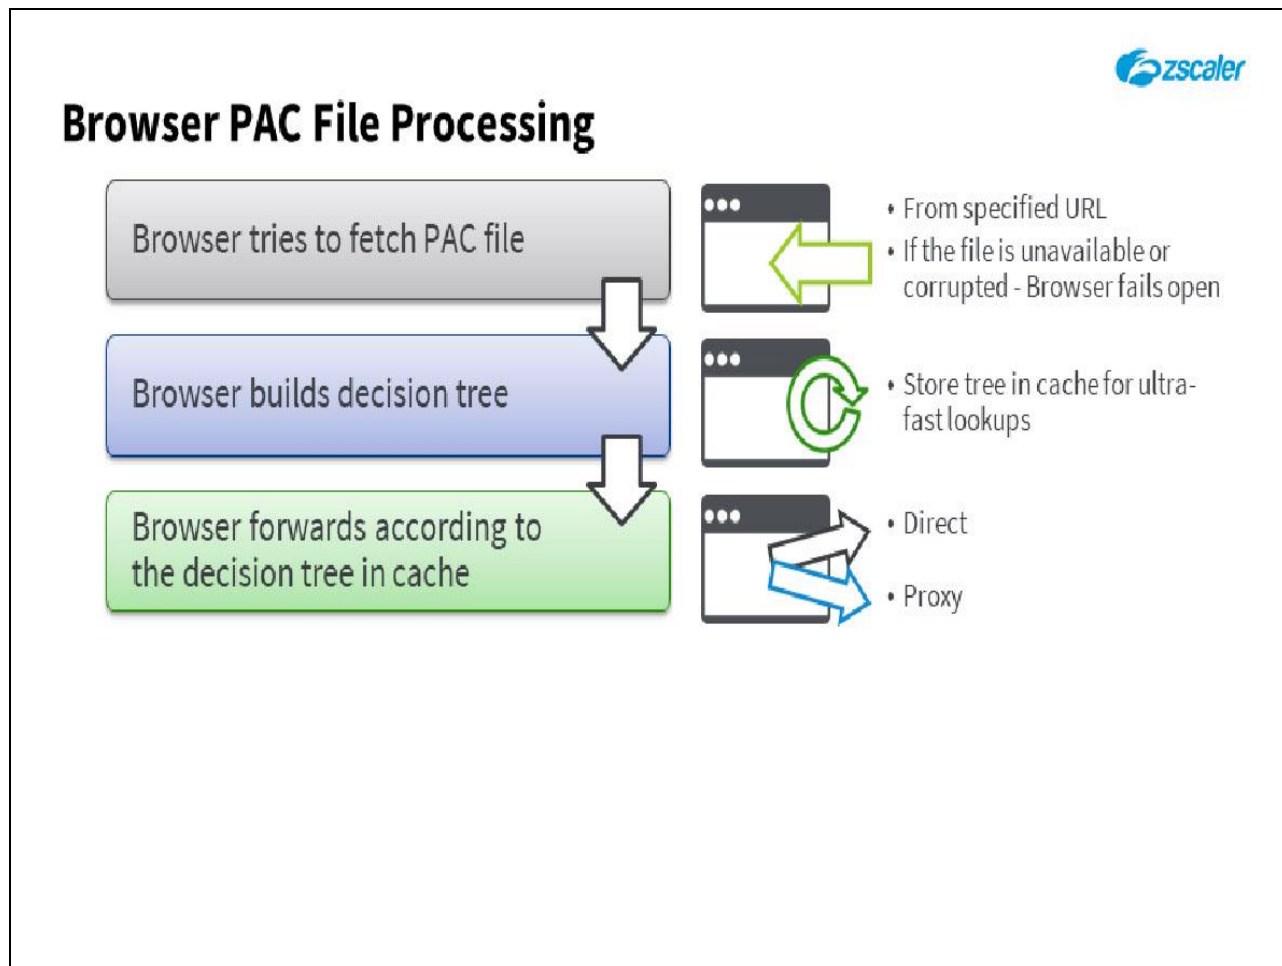 zscaler
Browser PAC File Processing
Browser tries to fetch PAC file
• From specified URL
• If the file is unavailable or
corrupted - Browser fails open
Browser builds decision tree
• Store tree in cache for ultra-
fast lookups
Browser forwards according to
the decision tree in cache
• Direct
• Proxy